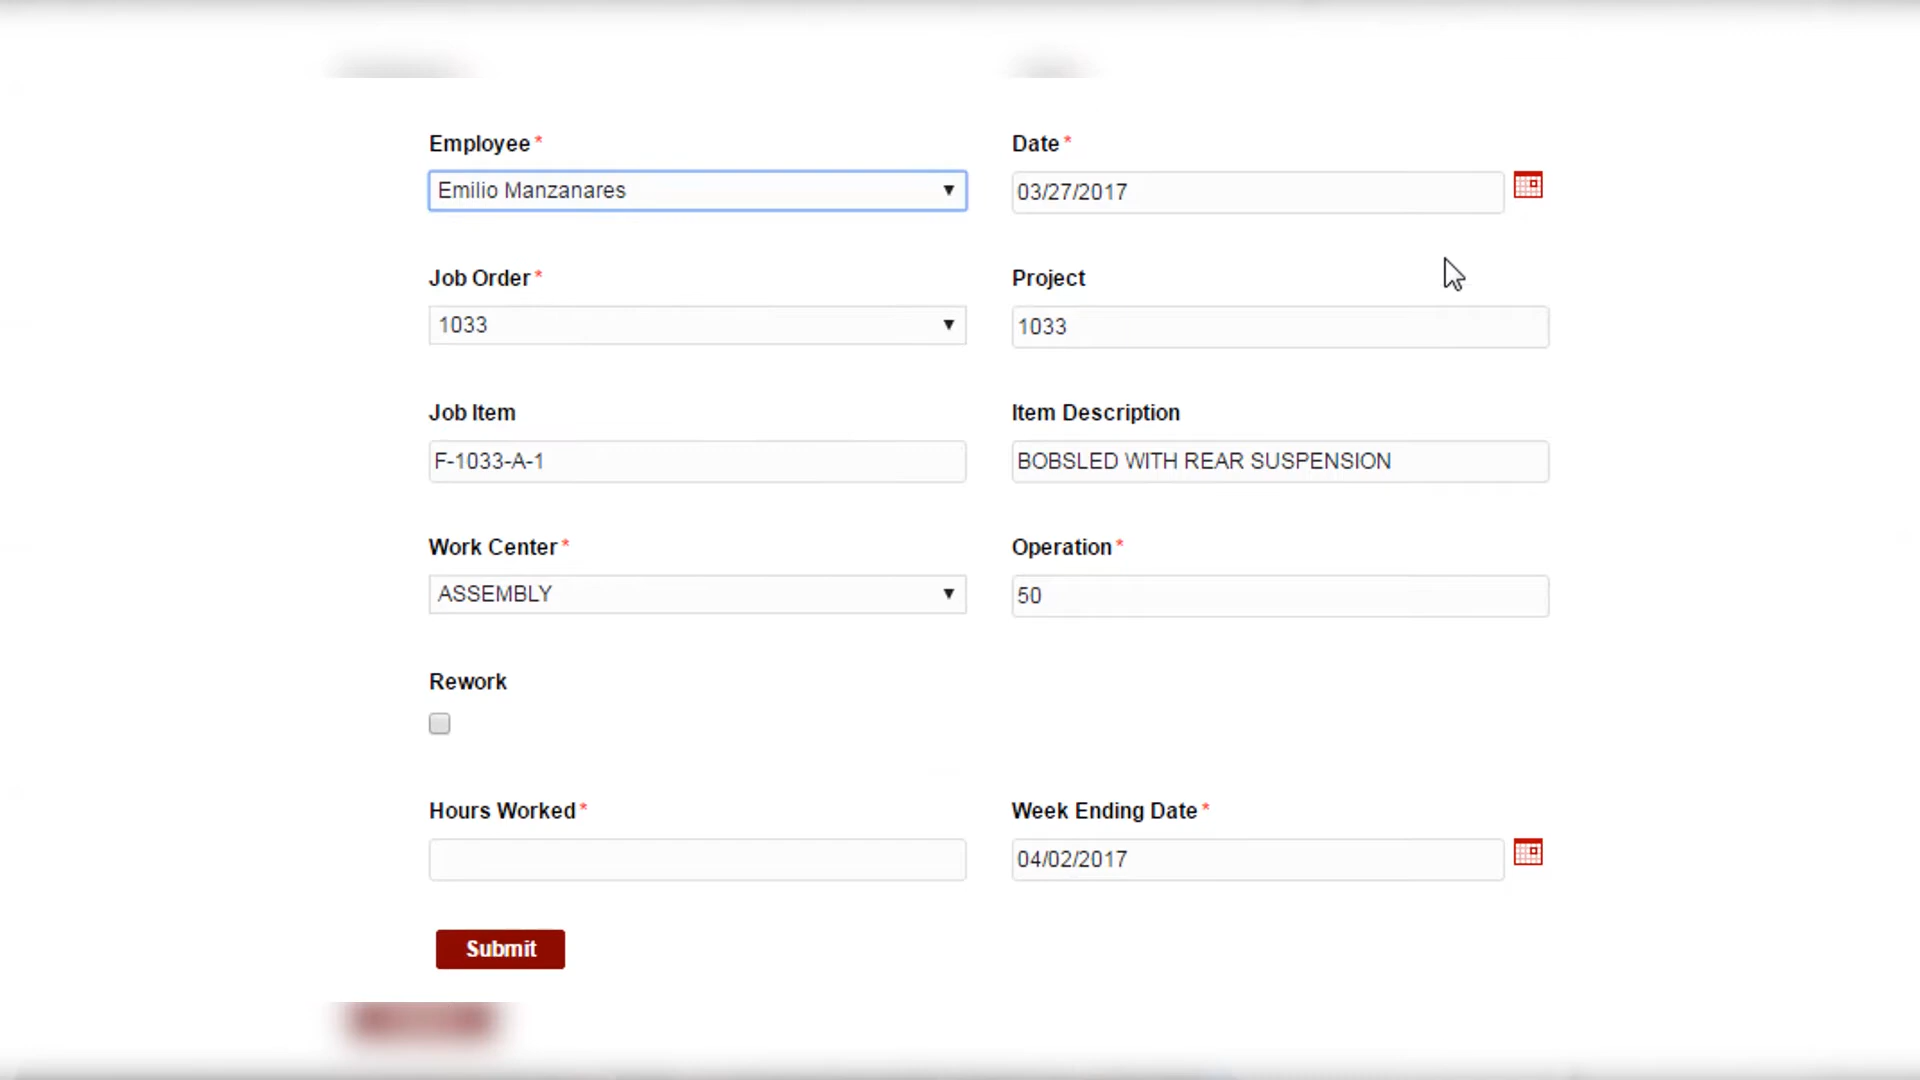 Employee* Date*
Emilio Manzanares 03/27/2017
Job Order* Project
1033 1033
Job Item Item Description
F-1033-A-1 BOBSLED WITH REAR SUSPENSION
Work Center* Operation*
ASSEMBLY 50
Rework
Hours Worked* Week Ending Date*
04/02/2017
Submit